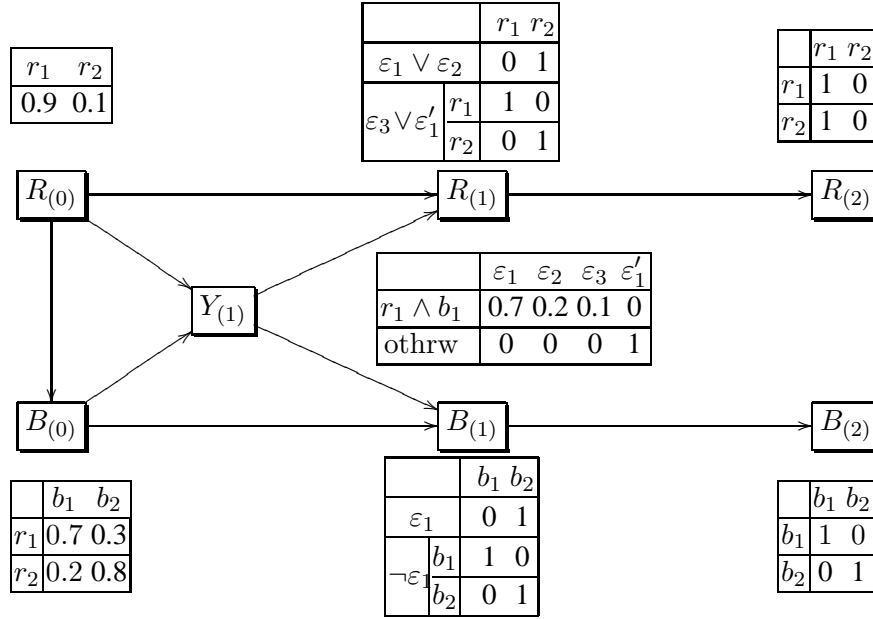 r₁ r₂
0.9 0.1
r₁ r₂
ε₁ ∨ ε₂ 0 1
ε₃ ∨ ε′₁ r₁ 1 0
r₂ 0 1
r₁ r₂
r₁ 1 0
r₂ 1 0
R₍₀₎ R₍₁₎ R₍₂₎
Y₍₁₎
ε₁ ε₂ ε₃ ε′₁
r₁ ∧ b₁ 0.7 0.2 0.1 0
othrw 0 0 0 1
B₍₀₎ B₍₁₎ B₍₂₎
b₁ b₂
r₁ 0.7 0.3
r₂ 0.2 0.8
b₁ b₂
ε₁ 0 1
¬ε₁ b₁ 1 0
b₂ 0 1
b₁ b₂
b₁ 1 0
b₂ 0 1